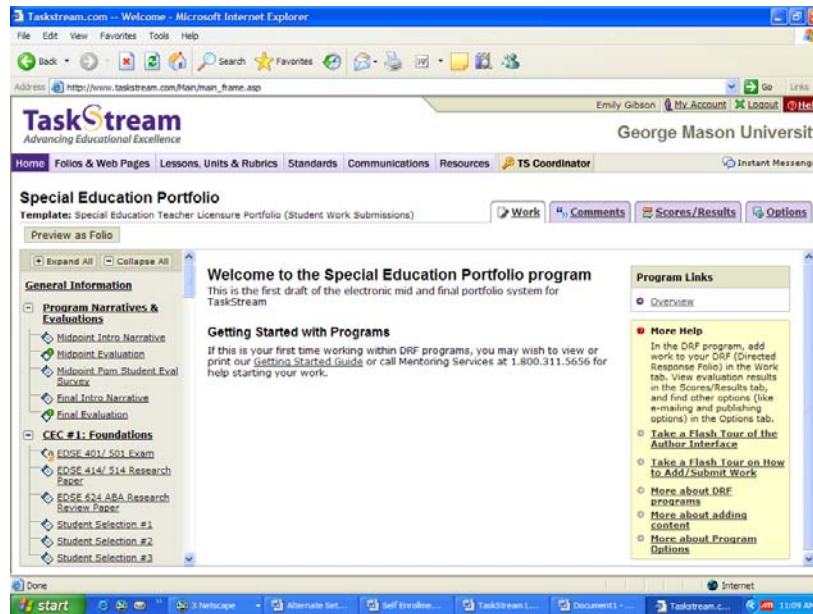 Taskstream.com -- Welcome - Microsoft Internet Explorer
File Edit View Favorites Tools Help
Back Search Favorites
Address http://www.taskstream.com/Main/main_frame.asp Go Links
Emily Gibson My Account Logout Hel
TaskStream
Advancing Educational Excellence
George Mason Universit
Home Folios & Web Pages Lessons, Units & Rubrics Standards Communications Resources TS Coordinator Instant Messeng
Special Education Portfolio
Template: Special Education Teacher Licensure Portfolio (Student Work Submissions)
Work Comments Scores/Results Options
Preview as Folio
Expand All Collapse All
General Information
Program Narratives &
Evaluations
Midpoint Intro Narrative
Midpoint Evaluation
Midpoint Pgm Student Eval
Survey
Final Intro Narrative
Final Evaluation
CEC #1: Foundations
EDSE 401/ 501 Exam
EDSE 414/ 514 Research
Paper
EDSE 624 ABA Research
Review Paper
Student Selection #1
Student Selection #2
Student Selection #3
Welcome to the Special Education Portfolio program
This is the first draft of the electronic mid and final portfolio system for
TaskStream
Getting Started with Programs
If this is your first time working within DRF programs, you may wish to view or
print our Getting Started Guide or call Mentoring Services at 1.800.311.5656 for
help starting your work.
Program Links
Overview
More Help
In the DRF program, add
work to your DRF (Directed
Response Folio) in the Work
tab. View evaluation results
in the Scores/Results tab,
and find other options (like
e-mailing and publishing
options) in the Options tab.
Take a Flash Tour of the
Author Interface
Take a Flash Tour on How
to Add/Submit Work
More about DRF
programs
More about adding
content
More about Program
Options
Done Internet
start 3 Netscape Alternate Set... Self Enrollme... TaskStream L... Document1 - ... Taskstream.c... 11:09 AM